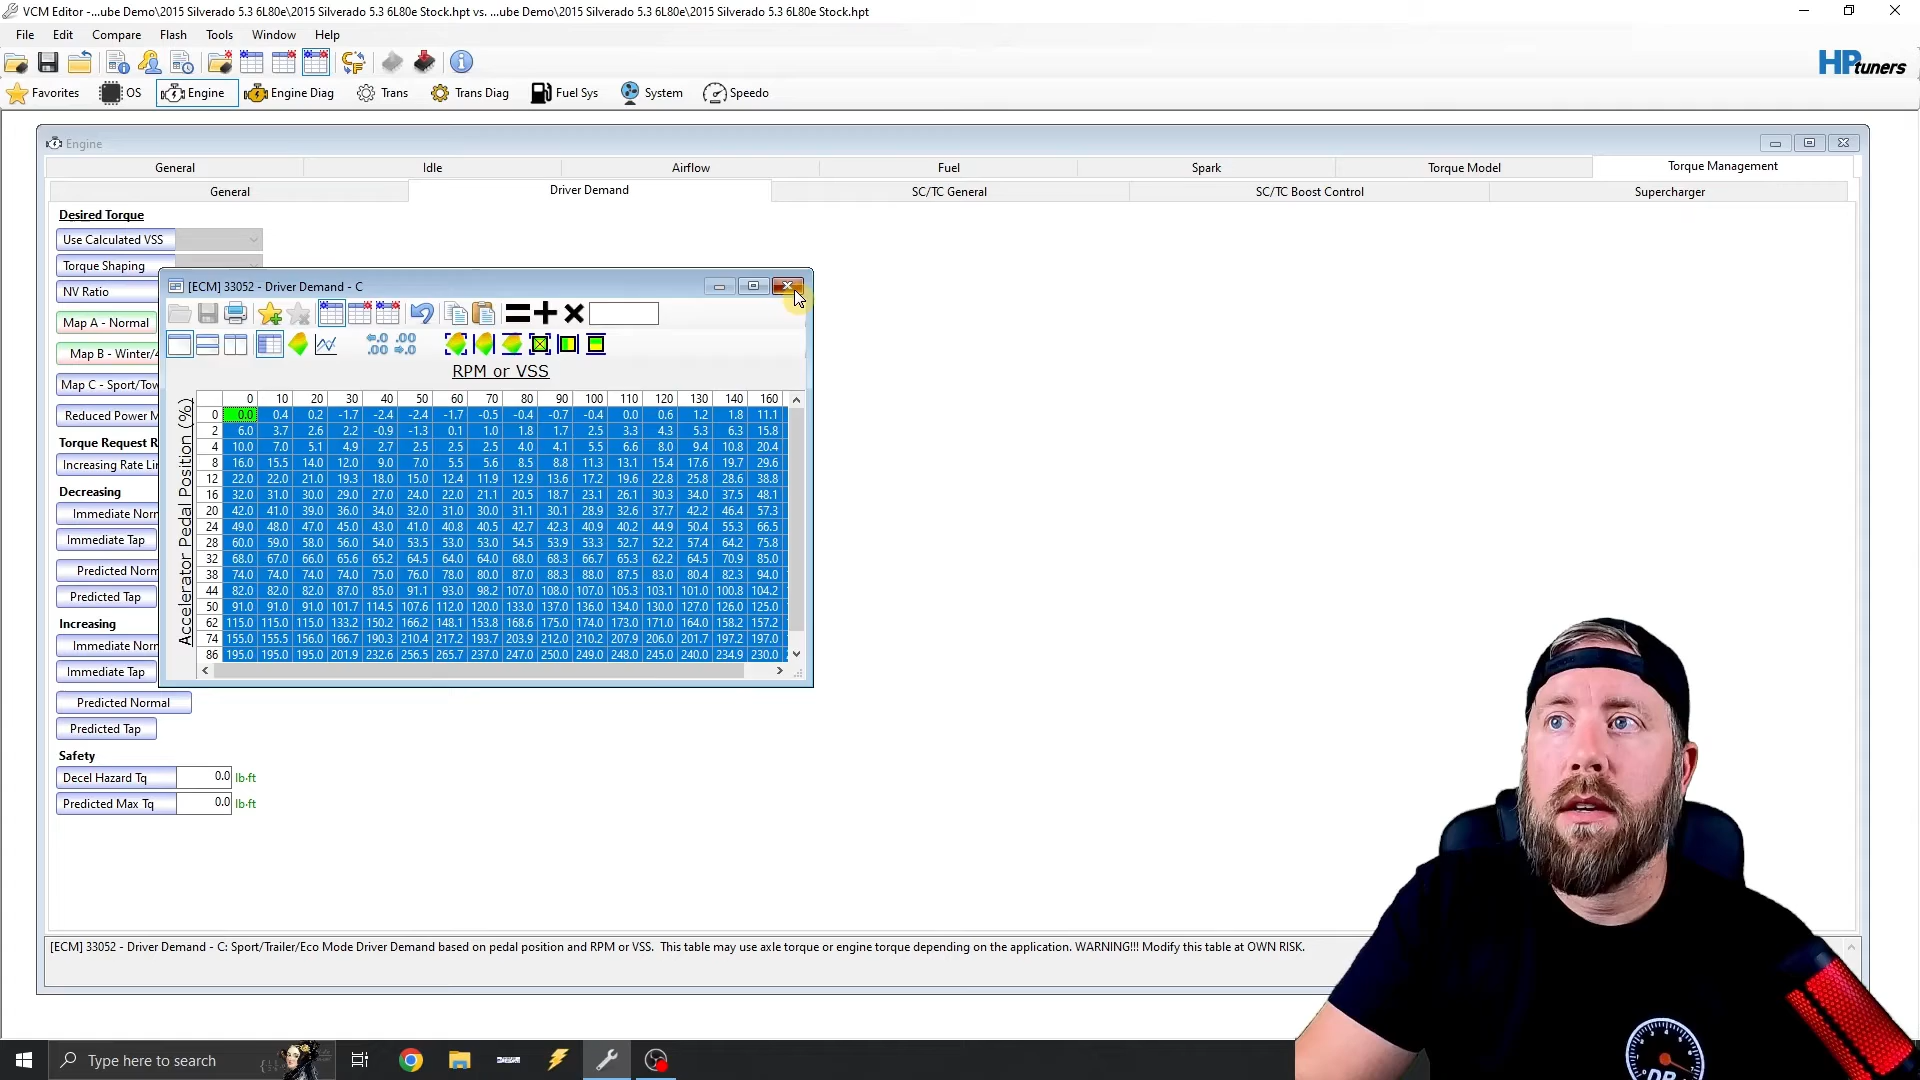 VCM Editor -...ube Demo\2015 Silverado 5.3 6L80e\2015 Silverado 5.3 6L80e Stock.hpt vs. ...ube Demo\2015 Silverado 5.3 6L80e\2015 Silverado 5.3 6L80e Stock.hpt
File Edit Compare Flash Tools Window Help
HPtuners
Favorites OS Engine Engine Diag Trans Trans Diag Fuel Sys System Speedo
Engine
General Idle Airflow Fuel Spark Torque Model Torque Management
General Driver Demand SC/TC General SC/TC Boost Control Supercharger
Desired Torque
Use Calculated VSS
Torque Shaping
NV Ratio
Map A - Normal
Map B - Winter/4
Map C - Sport/Tow
Reduced Power M
Torque Request R
Increasing Rate Lin
Decreasing
Immediate Norm
Immediate Tap
Predicted Norm
Predicted Tap
Increasing
Immediate Norm
Immediate Tap
Predicted Normal
Predicted Tap
Safety
Decel Hazard Tq 0.0 lb·ft
Predicted Max Tq 0.0 lb·ft
[ECM] 33052 - Driver Demand - C
RPM or VSS
Accelerator Pedal Position (%)
0 10 20 30 40 50 60 70 80 90 100 110 120 130 140 160
0 0.0 0.4 0.2 -1.7 -2.4 -2.4 -1.7 -0.5 -0.4 -0.7 -0.4 0.0 0.6 1.2 1.8 11.1
2 6.0 3.7 2.6 2.2 -0.9 -1.3 0.1 1.0 1.8 1.7 2.5 3.3 4.3 5.3 6.3 15.8
4 10.0 7.0 5.1 4.9 2.7 2.5 2.5 2.5 4.0 4.1 5.5 6.6 8.0 9.4 10.8 20.4
8 16.0 15.5 14.0 12.0 9.0 7.0 5.5 5.6 8.5 8.8 11.3 13.1 15.4 17.6 19.7 29.6
12 22.0 22.0 21.0 19.3 18.0 15.0 12.4 11.9 12.9 13.6 17.2 19.6 22.8 25.8 28.6 38.8
16 32.0 31.0 30.0 29.0 27.0 24.0 22.0 21.1 20.5 18.7 23.1 26.1 30.3 34.0 37.5 48.1
20 42.0 41.0 39.0 36.0 34.0 32.0 31.0 30.0 31.1 30.1 28.9 32.6 37.7 42.2 46.4 57.3
24 49.0 48.0 47.0 45.0 43.0 41.0 40.8 40.5 42.7 42.3 40.9 40.2 44.9 50.4 55.3 66.5
28 60.0 59.0 58.0 56.0 54.0 53.5 53.0 53.0 54.5 53.9 53.3 52.7 52.2 57.4 64.2 75.8
32 68.0 67.0 66.0 65.6 65.2 64.5 64.0 64.0 68.0 68.3 66.7 65.3 62.2 64.5 70.9 85.0
38 74.0 74.0 74.0 74.0 75.0 76.0 78.0 80.0 87.0 88.3 88.0 87.5 83.0 80.4 82.3 94.0
44 82.0 82.0 82.0 87.0 85.0 91.1 93.0 98.2 107.0 108.0 107.0 105.3 103.1 101.0 100.8 104.2
50 91.0 91.0 91.0 101.7 114.5 107.6 112.0 120.0 133.0 137.0 136.0 134.0 130.0 127.0 126.0 125.0
62 115.0 115.0 115.0 133.2 150.2 166.2 148.1 153.8 168.6 175.0 174.0 173.0 171.0 164.0 158.2 157.2
74 155.0 155.5 156.0 166.7 190.3 210.4 217.2 193.7 203.9 212.0 210.2 207.9 206.0 201.7 197.2 197.0
86 195.0 195.0 195.0 201.9 232.6 256.5 265.7 237.0 247.0 250.0 249.0 248.0 245.0 240.0 234.9 230.0
[ECM] 33052 - Driver Demand - C: Sport/Trailer/Eco Mode Driver Demand based on pedal position and RPM or VSS. This table may use axle torque or engine torque depending on the application. WARNING!!! Modify this table at OWN RISK.
Type here to search